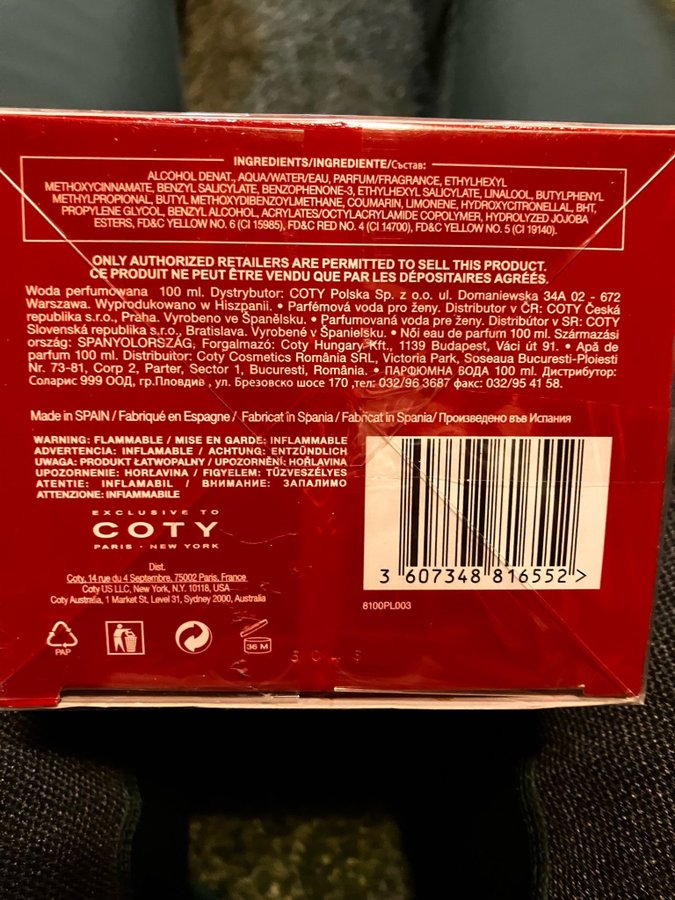 INGREDIENTS/INGREDIENTE/Състав:
ALCOHOL DENAT., AQUA/WATER/EAU, PARFUM/FRAGRANCE, ETHYLHEXYL
METHOXYCINNAMATE, BENZYL SALICYLATE, BENZOPHENONE-3, ETHYLHEXYL SALICYLATE, LINALOOL, BUTYLPHENYL
METHYLPROPIONAL, BUTYL METHOXYDIBENZOYLMETHANE, COUMARIN, LIMONENE, HYDROXYCITRONELLAL, BHT,
PROPYLENE GLYCOL, BENZYL ALCOHOL, ACRYLATES/OCTYLACRYLAMIDE COPOLYMER, HYDROLYZED JOJOBA
ESTERS, FD&C YELLOW NO. 6 (CI 15985), FD&C RED NO. 4 (CI 14700), FD&C YELLOW NO. 5 (CI 19140).
ONLY AUTHORIZED RETAILERS ARE PERMITTED TO SELL THIS PRODUCT.
CE PRODUIT NE PEUT ÊTRE VENDU QUE PAR LES DÉPOSITAIRES AGRÉÉS.
Woda perfumowana 100 ml. Dystrybutor: COTY Polska Sp. z o.o. ul. Domaniewska 34A 02 - 672
Warszawa. Wyprodukowano w Hiszpanii. • Parfémová voda pro ženy. Distributor v ČR: COTY Česká
republika s.r.o., Praha. Vyrobeno ve Španělsku. • Parfumovaná voda pre ženy. Distribútor v SR: COTY
Slovenská republika s.r.o., Bratislava. Vyrobené v Španielsku. • Női eau de parfum 100 ml. Származási
ország: SPANYOLORSZÁG, Forgalmazó: Coty Hungary Kft., 1139 Budapest, Váci út 91. • Apă de
parfum 100 ml. Distribuitor: Coty Cosmetics România SRL, Victoria Park, Soseaua Bucuresti-Ploiesti
Nr. 73-81, Corp 2, Parter, Sector 1, Bucuresti, România. • ПАРФЮМНА ВОДА 100 ml. Дистрибутор:
Соларис 999 ООД, гр.Пловдив , ул. Брезовско шосе 170 ,тел: 032/96 3687 факс: 032/95 41 58.
Made in SPAIN / Fabriqué en Espagne / Fabricat in Spania / Fabricat in Spania / Произведено във Испания
WARNING: FLAMMABLE / MISE EN GARDE: INFLAMMABLE
ADVERTENCIA: INFLAMABLE / ACHTUNG: ENTZÜNDLICH
UWAGA: PRODUKT ŁATWOPALNY / UPOZORNĚNÍ: HOŘLAVINA
UPOZORNENIE: HORĽAVINA / FIGYELEM: TŰZVESZÉLYES
ATENTIE: INFLAMABIL / ВНИМАНИЕ: ЗАПАЛИМО
ATTENZIONE: INFIAMMABILE
EXCLUSIVE TO
COTY
PARIS - NEW YORK
Dist.
Coty, 14 rue du 4 Septembre, 75002 Paris, France
Coty US LLC, New York, N.Y. 10118, USA
Coty Australia, 1 Market St, Level 31, Sydney 2000, Australia
3 607348 816552 >
8100PL003
PAP
36 M